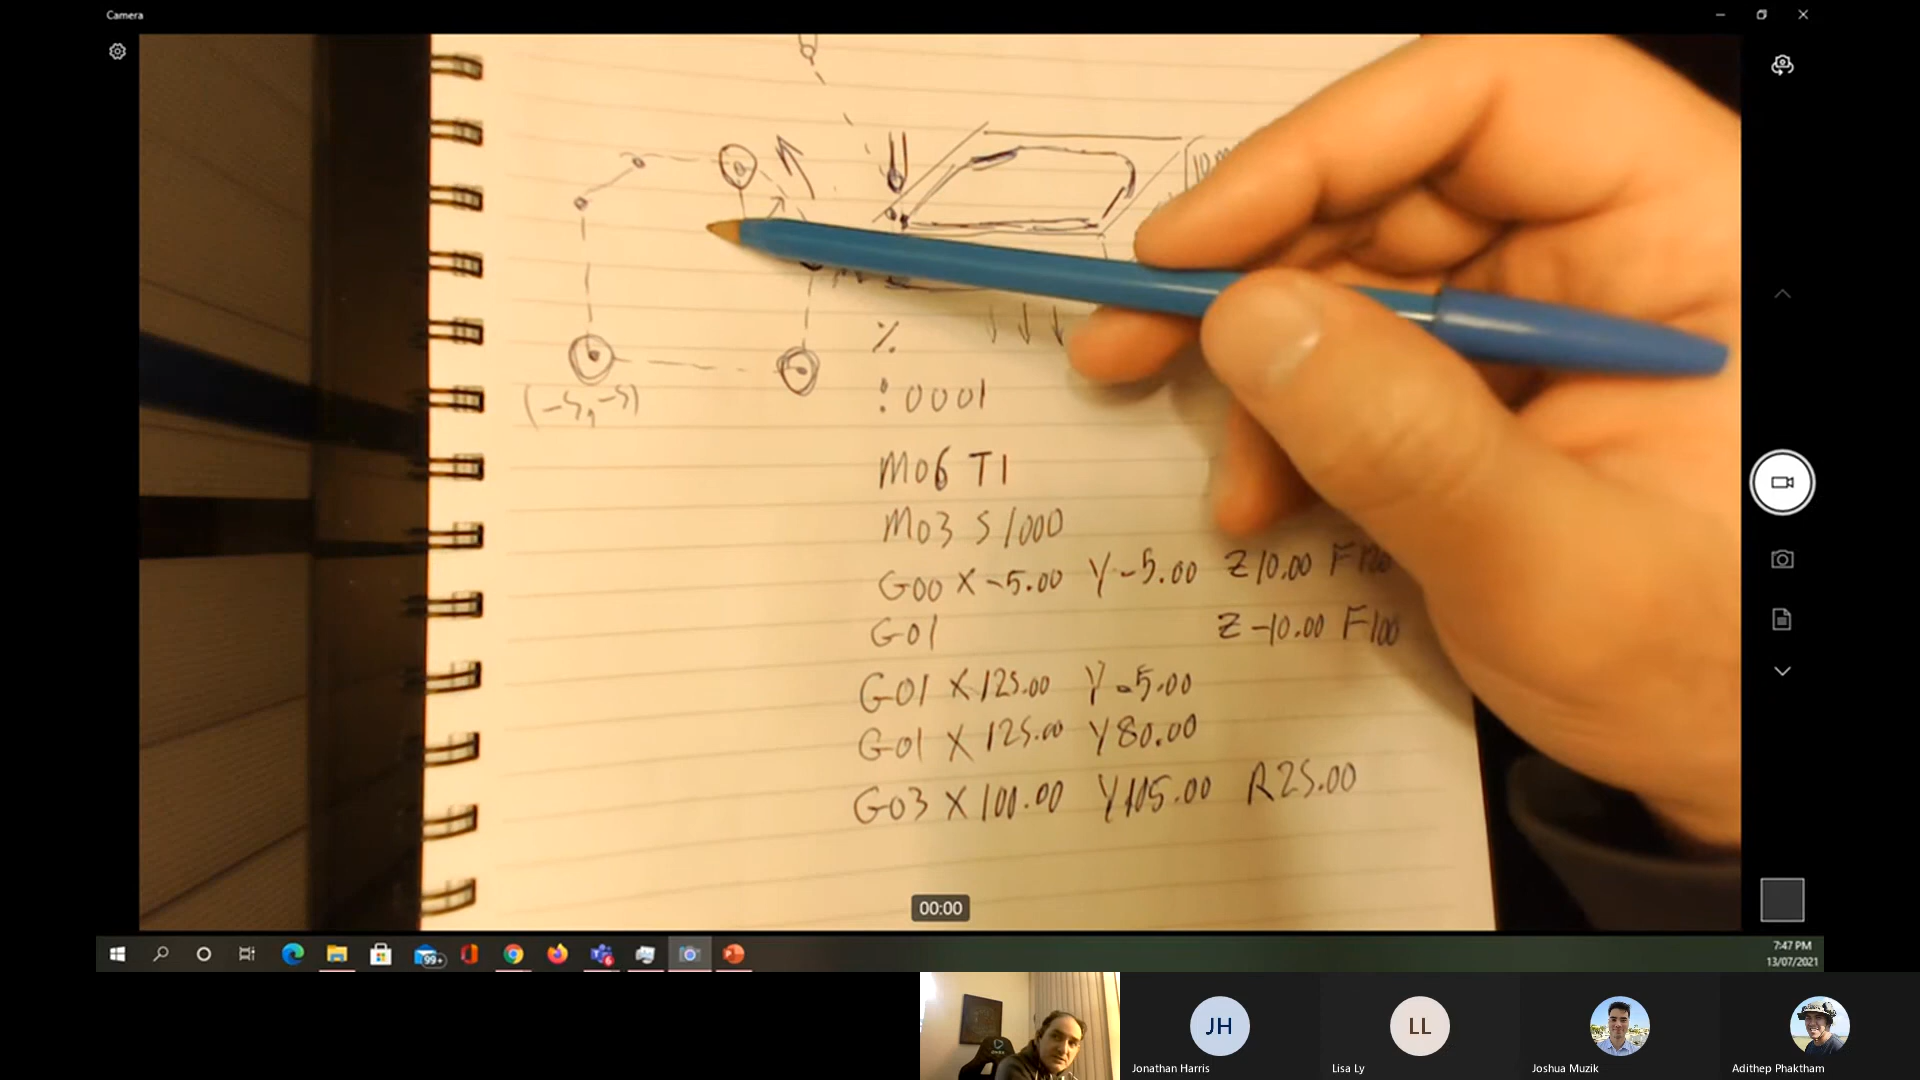 Camera
10
(-5, -5)
%
:0001
M06 T1
M03 S1000
G00 X-5.00 Y-5.00 Z10.00
G01 Z-10.00 F100
G01 X125.00 Y-5.00
G01 X125.00 Y80.00
G03 X100.00 Y105.00 R25.00
00:00
99+
7:47 PM
13/07/2021
JH
LL
Jonathan Harris
Lisa Ly
Joshua Muzik
Adithep Phaktham